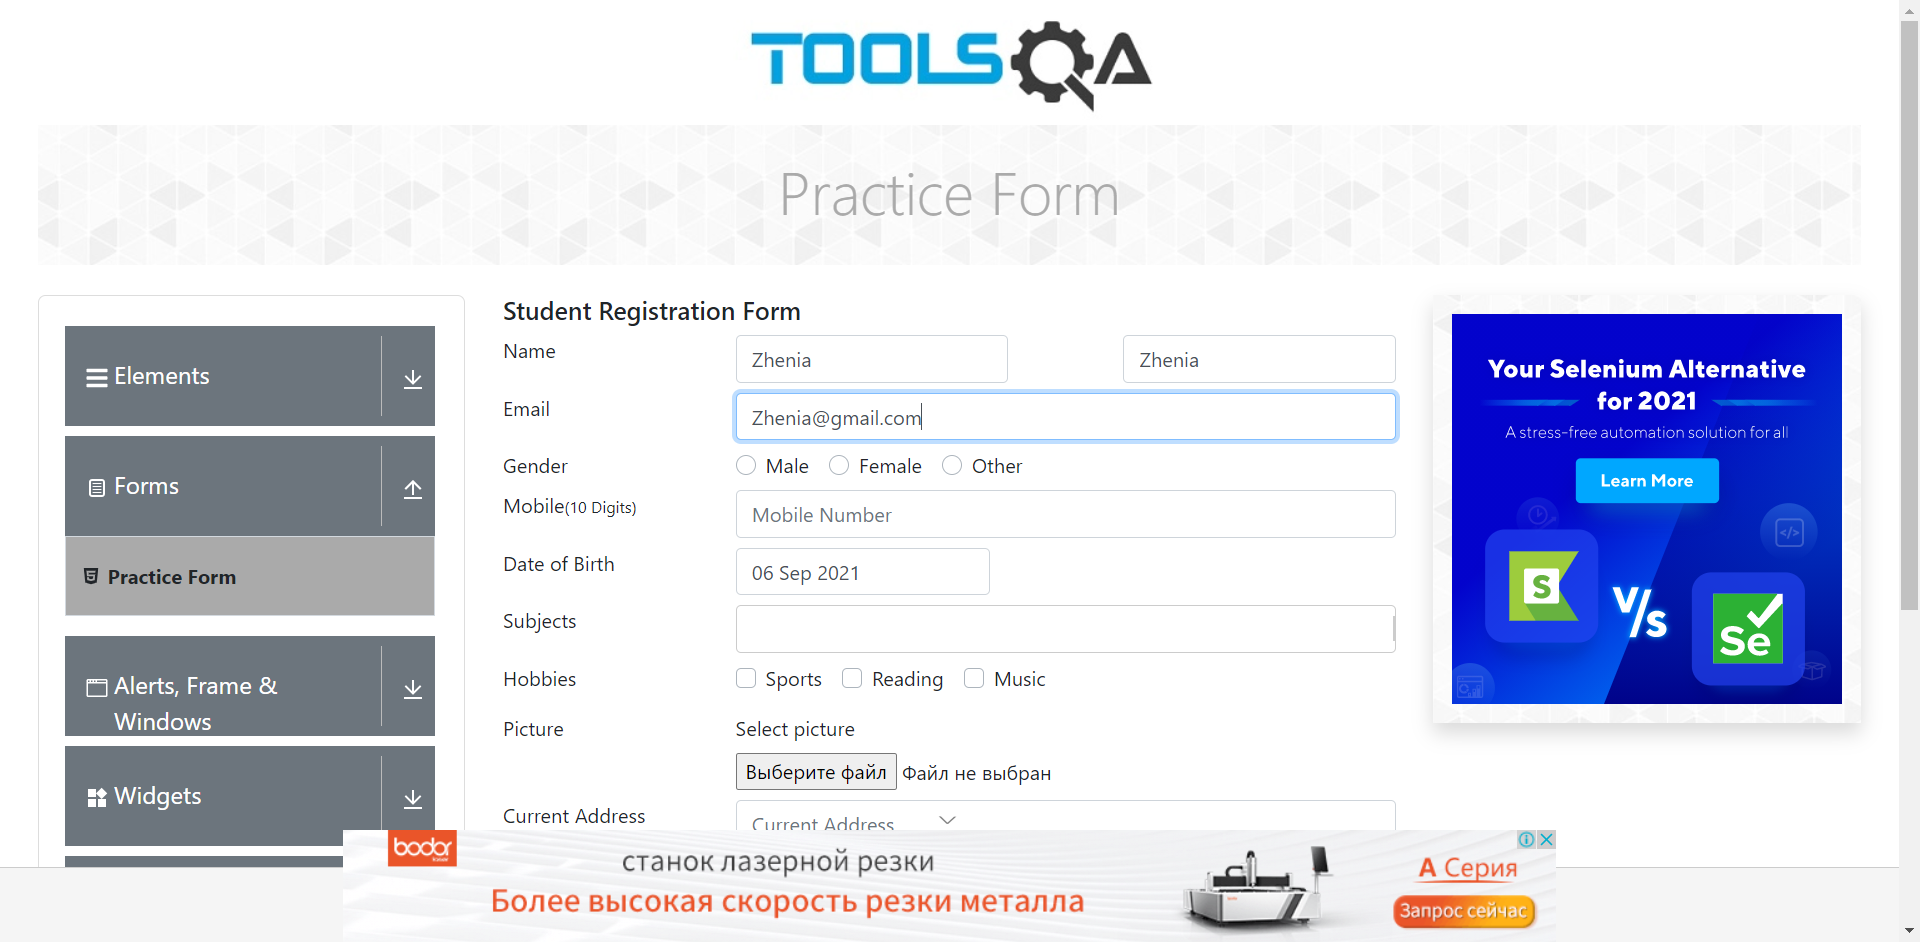 TOOLSQA
Practice Form
Elements
Forms
Practice Form
Alerts, Frame &
Windows
Widgets
Student Registration Form
Name
Zhenia
Zhenia
Email
Zhenia@gmail.com
Gender
Male
Female
Other
Mobile(10 Digits)
Mobile Number
Date of Birth
06 Sep 2021
Subjects
Hobbies
Sports
Reading
Music
Picture
Select picture
Выберите файл
Файл не выбран
Current Address
Current Address
Your Selenium Alternative
for 2021
A stress-free automation solution for all
Learn More
S
V/s
Se
</>
bodor
станок лазерной резки
Более высокая скорость резки металла
А Серия
Запрос сейчас